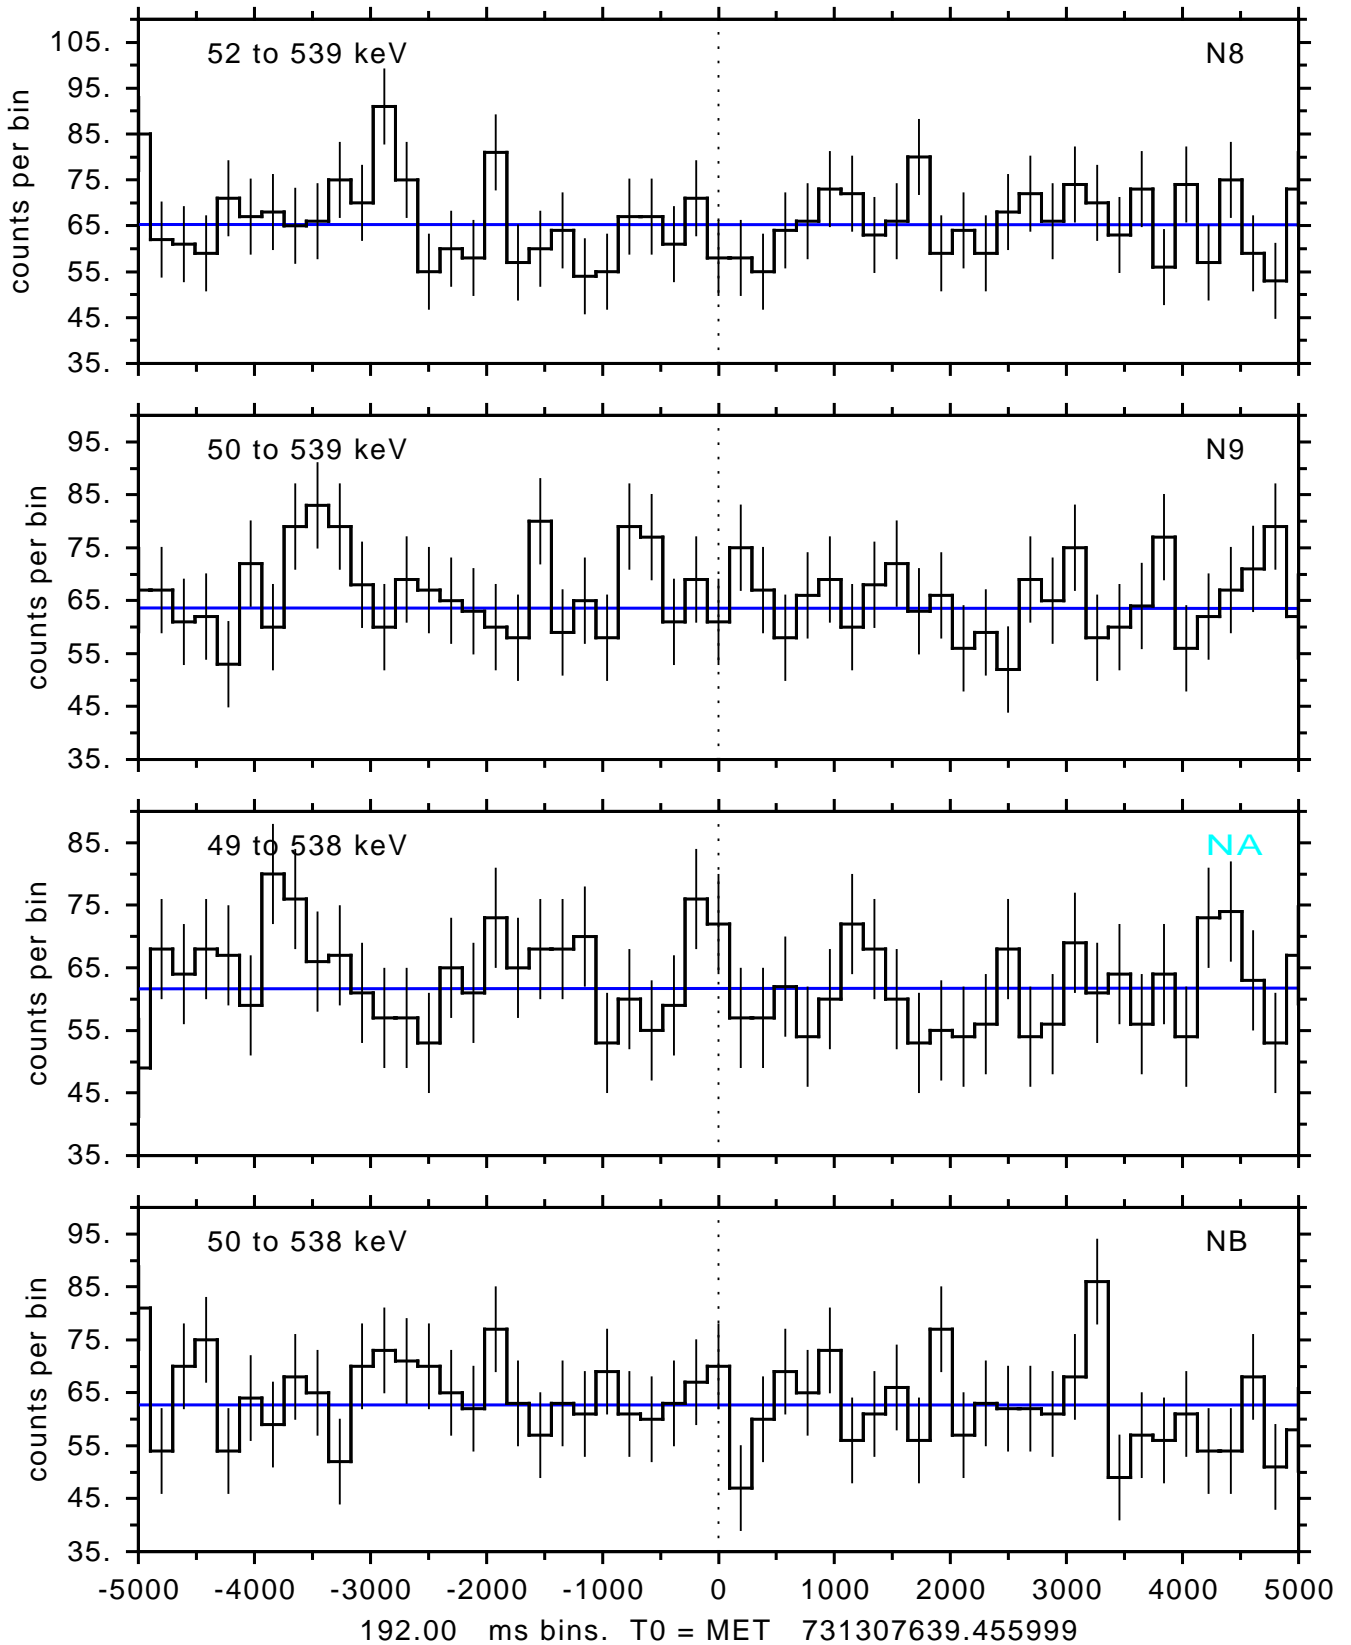 105.
52 to 539 keV
N8
95.
85.
75.
65.
55.
45.
35.
counts per bin
50 to 539 keV
N9
95.
85.
75.
65.
55.
45.
35.
counts per bin
49 to 538 keV
NA
85.
75.
65.
55.
45.
35.
counts per bin
50 to 538 keV
NB
95.
85.
75.
65.
55.
45.
35.
counts per bin
-5000 -4000 -3000 -2000 -1000 0 1000 2000 3000 4000 5000
192.00 ms bins. T0 = MET 731307639.455999